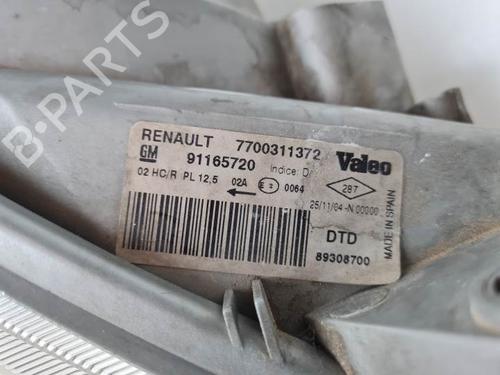 B-PARTS
RENAULT 7700311372 Valeo
GM 91165720 Indice: D
02 HC/R PL 12,5 02A E 0064 287
25/11/04 -N 00000
MADE IN SPAIN
DTD
89308700